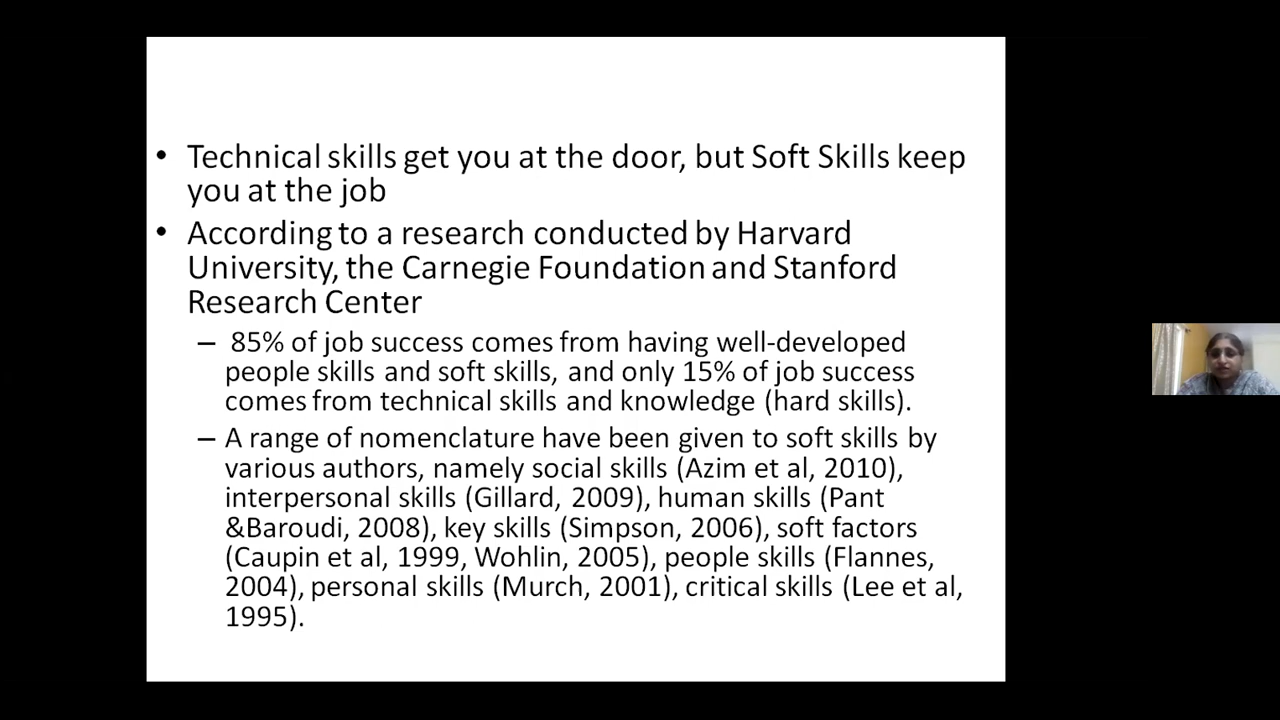 • Technical skills get you at the door, but Soft Skills keep
you at the job
• According to a research conducted by Harvard
University, the Carnegie Foundation and Stanford
Research Center
– 85% of job success comes from having well-developed
people skills and soft skills, and only 15% of job success
comes from technical skills and knowledge (hard skills).
– A range of nomenclature have been given to soft skills by
various authors, namely social skills (Azim et al, 2010),
interpersonal skills (Gillard, 2009), human skills (Pant
&Baroudi, 2008), key skills (Simpson, 2006), soft factors
(Caupin et al, 1999, Wohlin, 2005), people skills (Flannes,
2004), personal skills (Murch, 2001), critical skills (Lee et al,
1995).